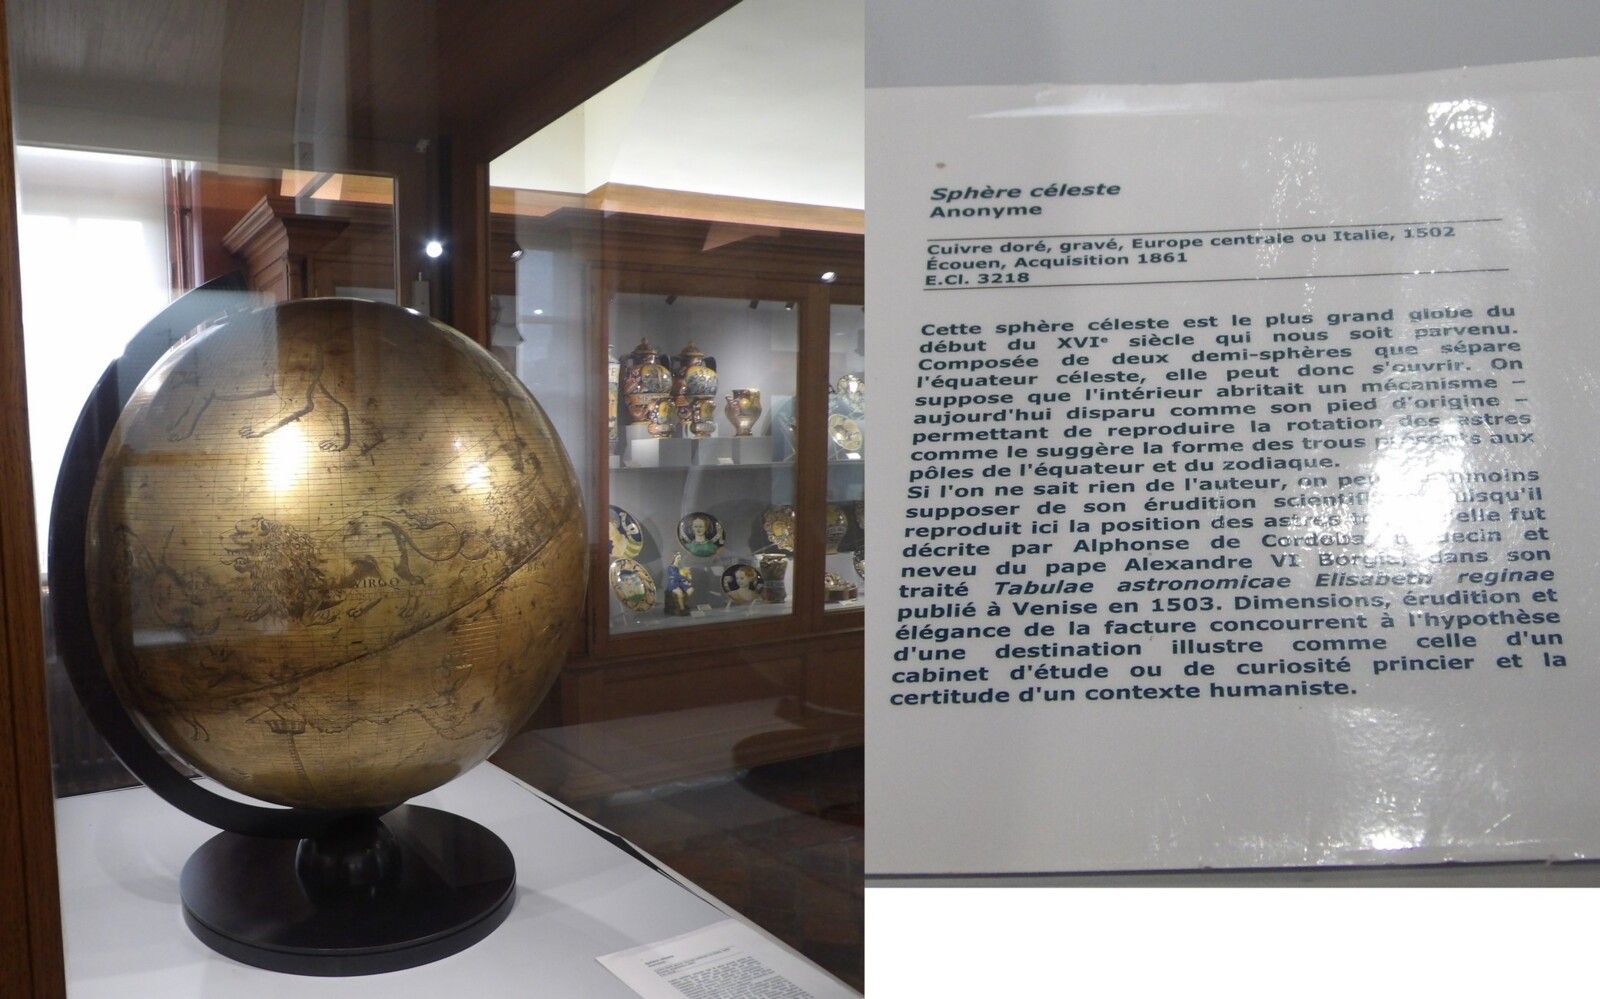 VIRGO
Sphère céleste
Anonyme
Cuivre doré, gravé, Europe centrale ou Italie, 1502
Écouen, Acquisition 1861
E.Cl. 3218
Cette sphère céleste est le plus grand globe du
début du XVIe siècle qui nous soit parvenu.
Composée de deux demi-sphères que sépare
l'équateur céleste, elle peut donc s'ouvrir. On
suppose que l'intérieur abritait un mécanisme –
aujourd'hui disparu comme son pied d'origine –
permettant de reproduire la rotation des astres
comme le suggère la forme des trous présents aux
pôles de l'équateur et du zodiaque.
Si l'on ne sait rien de l'auteur, on
supposer de son érudition
reproduit ici la position des astres elle fut
décrite par Alphonse de Cordoba, médecin et
neveu du pape Alexandre VI Borgia, dans son
traité Tabulae astronomicae Elisabeth reginae
publié à Venise en 1503. Dimensions, érudition et
élégance de la facture concourrent à l'hypothèse
d'une destination illustre comme celle d'un
cabinet d'étude ou de curiosité princier et la
certitude d'un contexte humaniste.